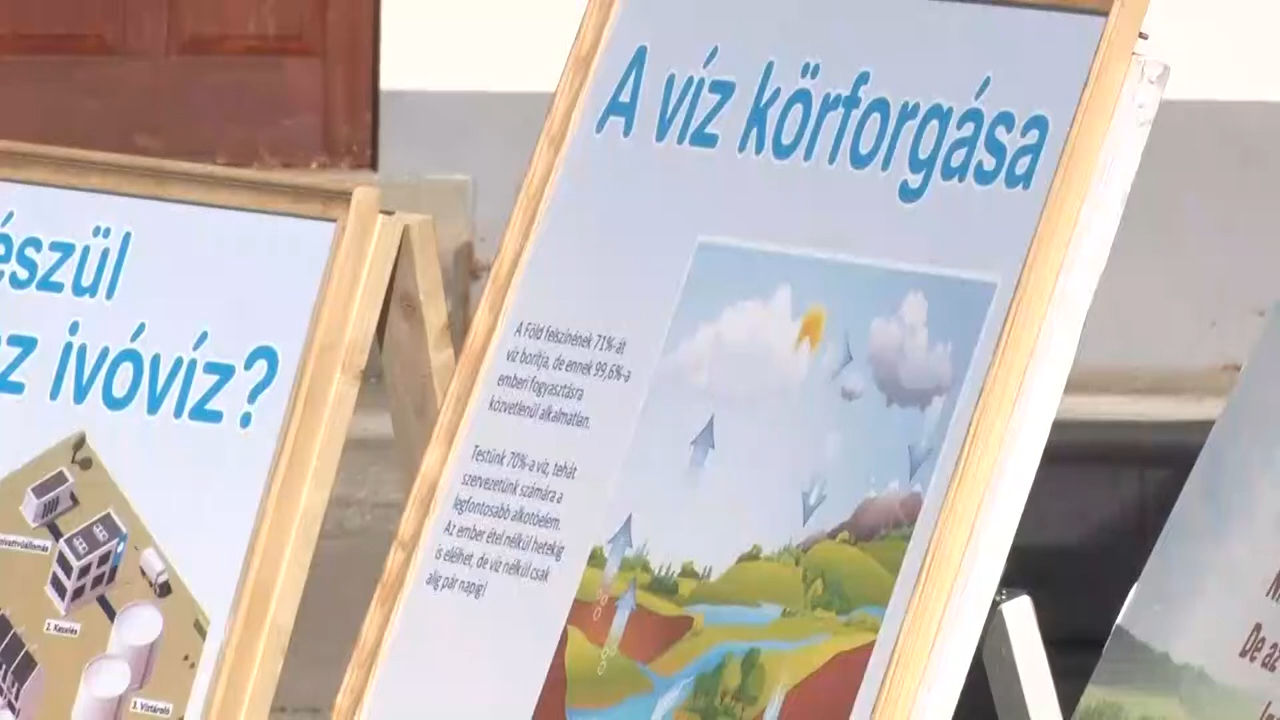 észül
z ivóvíz?
2. Kezelés
3. Víztároló
A víz körforgása
A Föld felszínének 71%-át
víz borítja, de ennek 99,6%-a
emberi fogyasztásra
közvetlenül alkalmatlan.
Testünk 70%-a víz, tehát
szervezetünk számára a
legfontosabb alkotóelem.
Az ember étel nélkül hetekig
is elélhet, de víz nélkül csak
alig pár napig!
De az